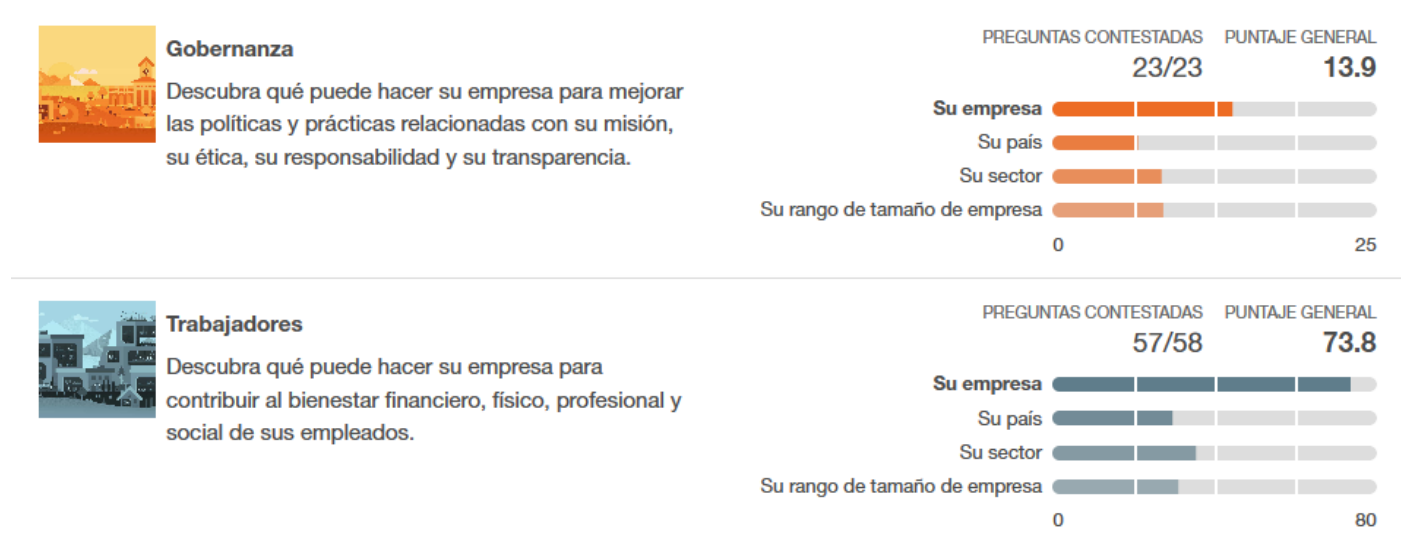 Gobernanza
Descubra qué puede hacer su empresa para mejorar
las políticas y prácticas relacionadas con su misión,
su ética, su responsabilidad y su transparencia.
PREGUNTAS CONTESTADAS PUNTAJE GENERAL
23/23 13.9
Su empresa
Su país
Su sector
Su rango de tamaño de empresa
0 25
Trabajadores
Descubra qué puede hacer su empresa para
contribuir al bienestar financiero, físico, profesional y
social de sus empleados.
PREGUNTAS CONTESTADAS PUNTAJE GENERAL
57/58 73.8
Su empresa
Su país
Su sector
Su rango de tamaño de empresa
0 80